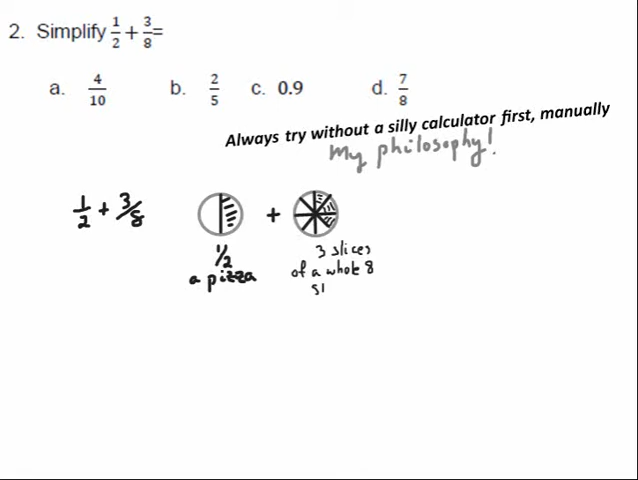 2. Simplify 1/2 + 3/8 =
a. 4/10 b. 2/5 c. 0.9 d. 7/8
Always try without a silly calculator first, manually
My philosophy!
1/2 + 3/8 +
1/2 3 slices
a pizza of a whole 8
sl